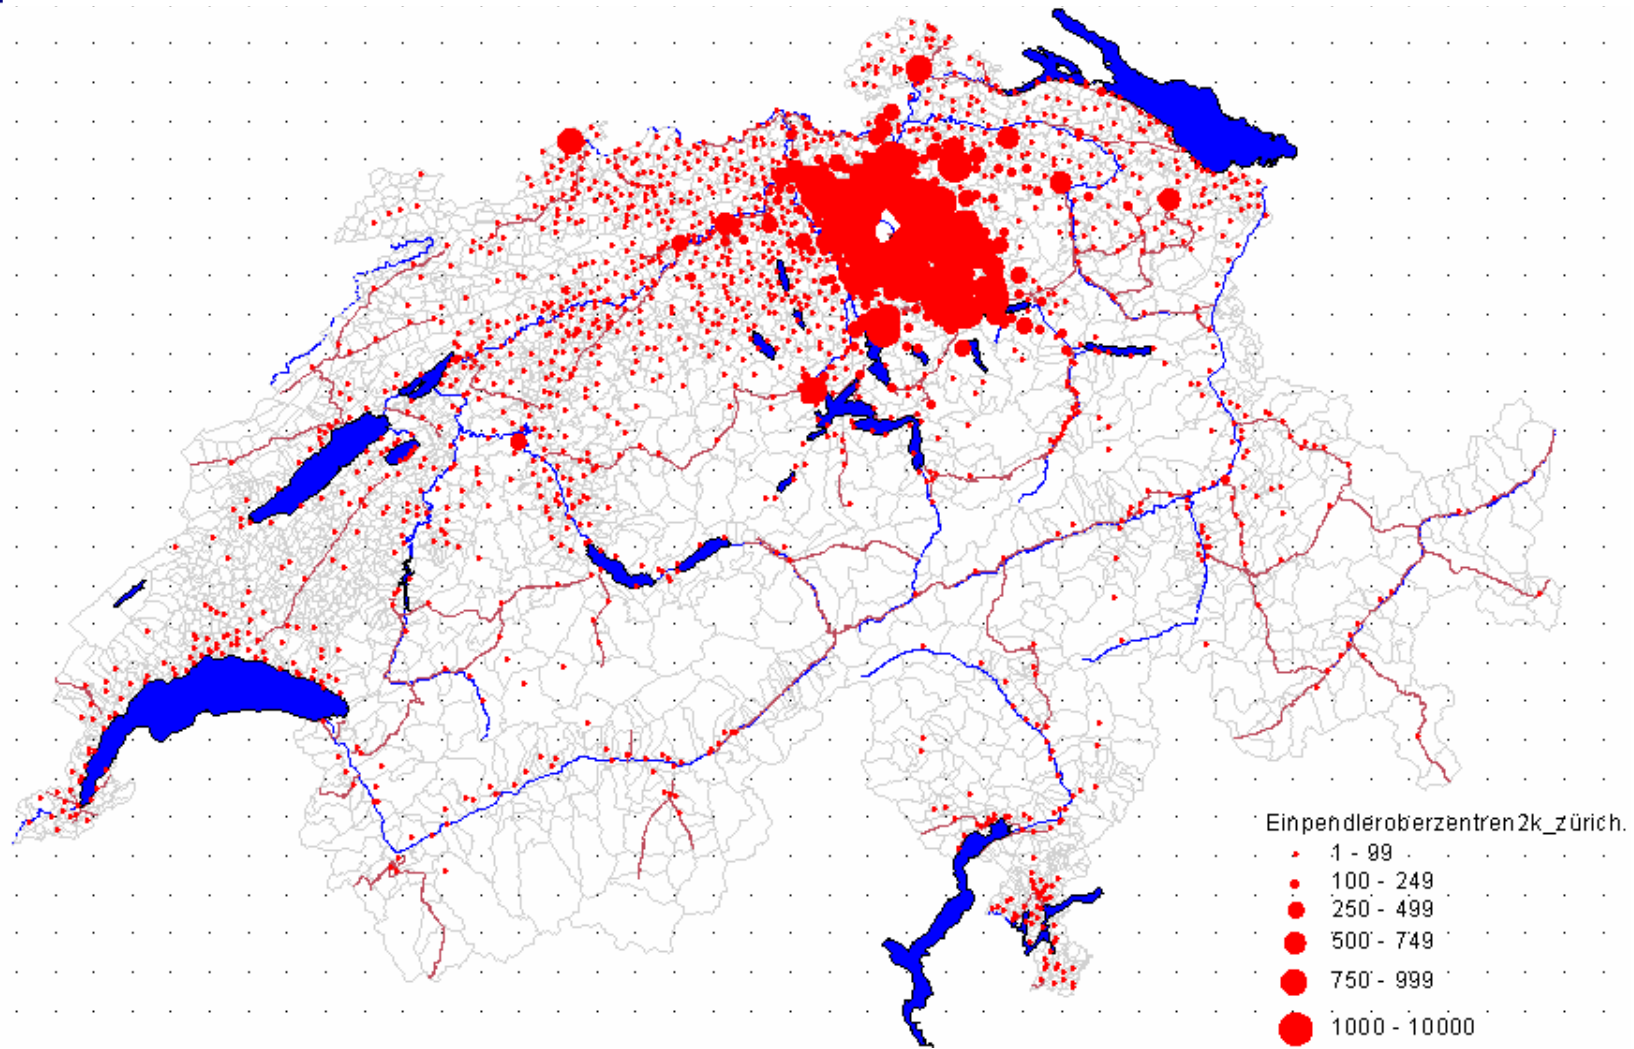 Einpendleroberzentren2k_zürich.
1 - 99
100 - 249
250 - 499
500 - 749
750 - 999
1000 - 10000